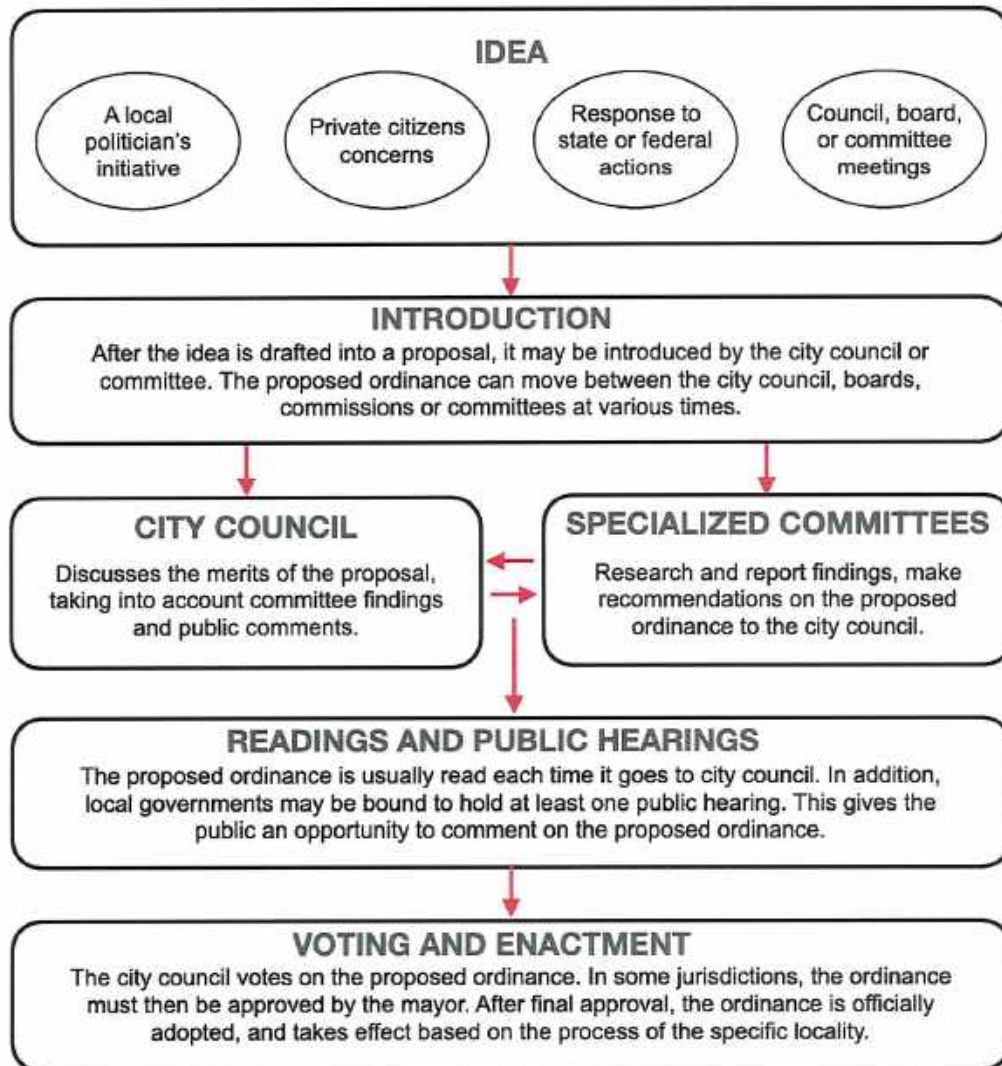 IDEA
A local
politician's
initiative
Private citizens
concerns
Response to
state or federal
actions
Council, board,
or committee
meetings
INTRODUCTION
After the idea is drafted into a proposal, it may be introduced by the city council or
committee. The proposed ordinance can move between the city council, boards,
commissions or committees at various times.
CITY COUNCIL
Discusses the merits of the proposal,
taking into account committee findings
and public comments.
SPECIALIZED COMMITTEES
Research and report findings, make
recommendations on the proposed
ordinance to the city council.
READINGS AND PUBLIC HEARINGS
The proposed ordinance is usually read each time it goes to city council. In addition,
local governments may be bound to hold at least one public hearing. This gives the
public an opportunity to comment on the proposed ordinance.
VOTING AND ENACTMENT
The city council votes on the proposed ordinance. In some jurisdictions, the ordinance
must then be approved by the mayor. After final approval, the ordinance is officially
adopted, and takes effect based on the process of the specific locality.